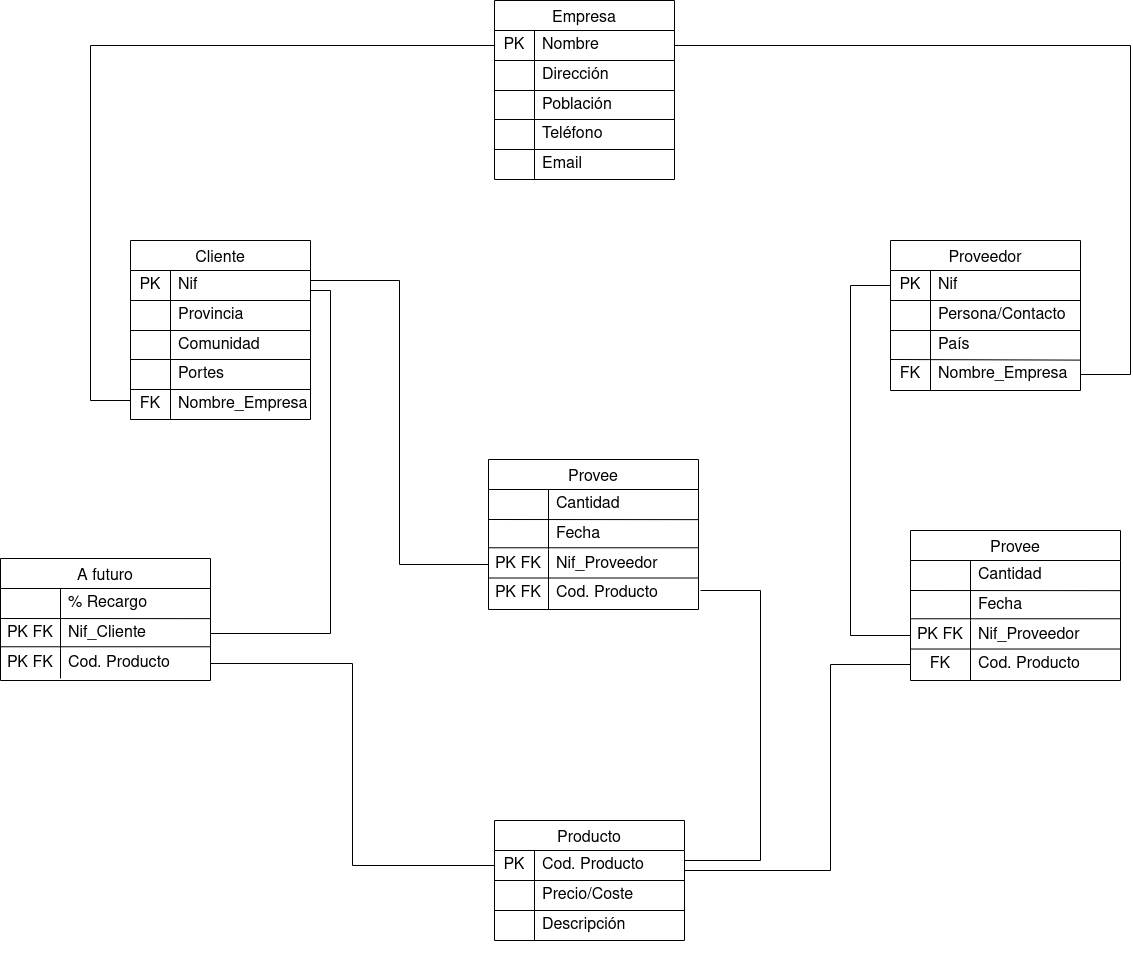 Empresa
PK Nombre
Dirección
Población
Teléfono
Email
Cliente
PK Nif
Provincia
Comunidad
Portes
FK Nombre_Empresa
Proveedor
PK Nif
Persona/Contacto
País
FK Nombre_Empresa
Provee
Cantidad
Fecha
PK FK Nif_Proveedor
PK FK Cod. Producto
Provee
Cantidad
Fecha
PK FK Nif_Proveedor
FK Cod. Producto
A futuro
% Recargo
PK FK Nif_Cliente
PK FK Cod. Producto
Producto
PK Cod. Producto
Precio/Coste
Descripción